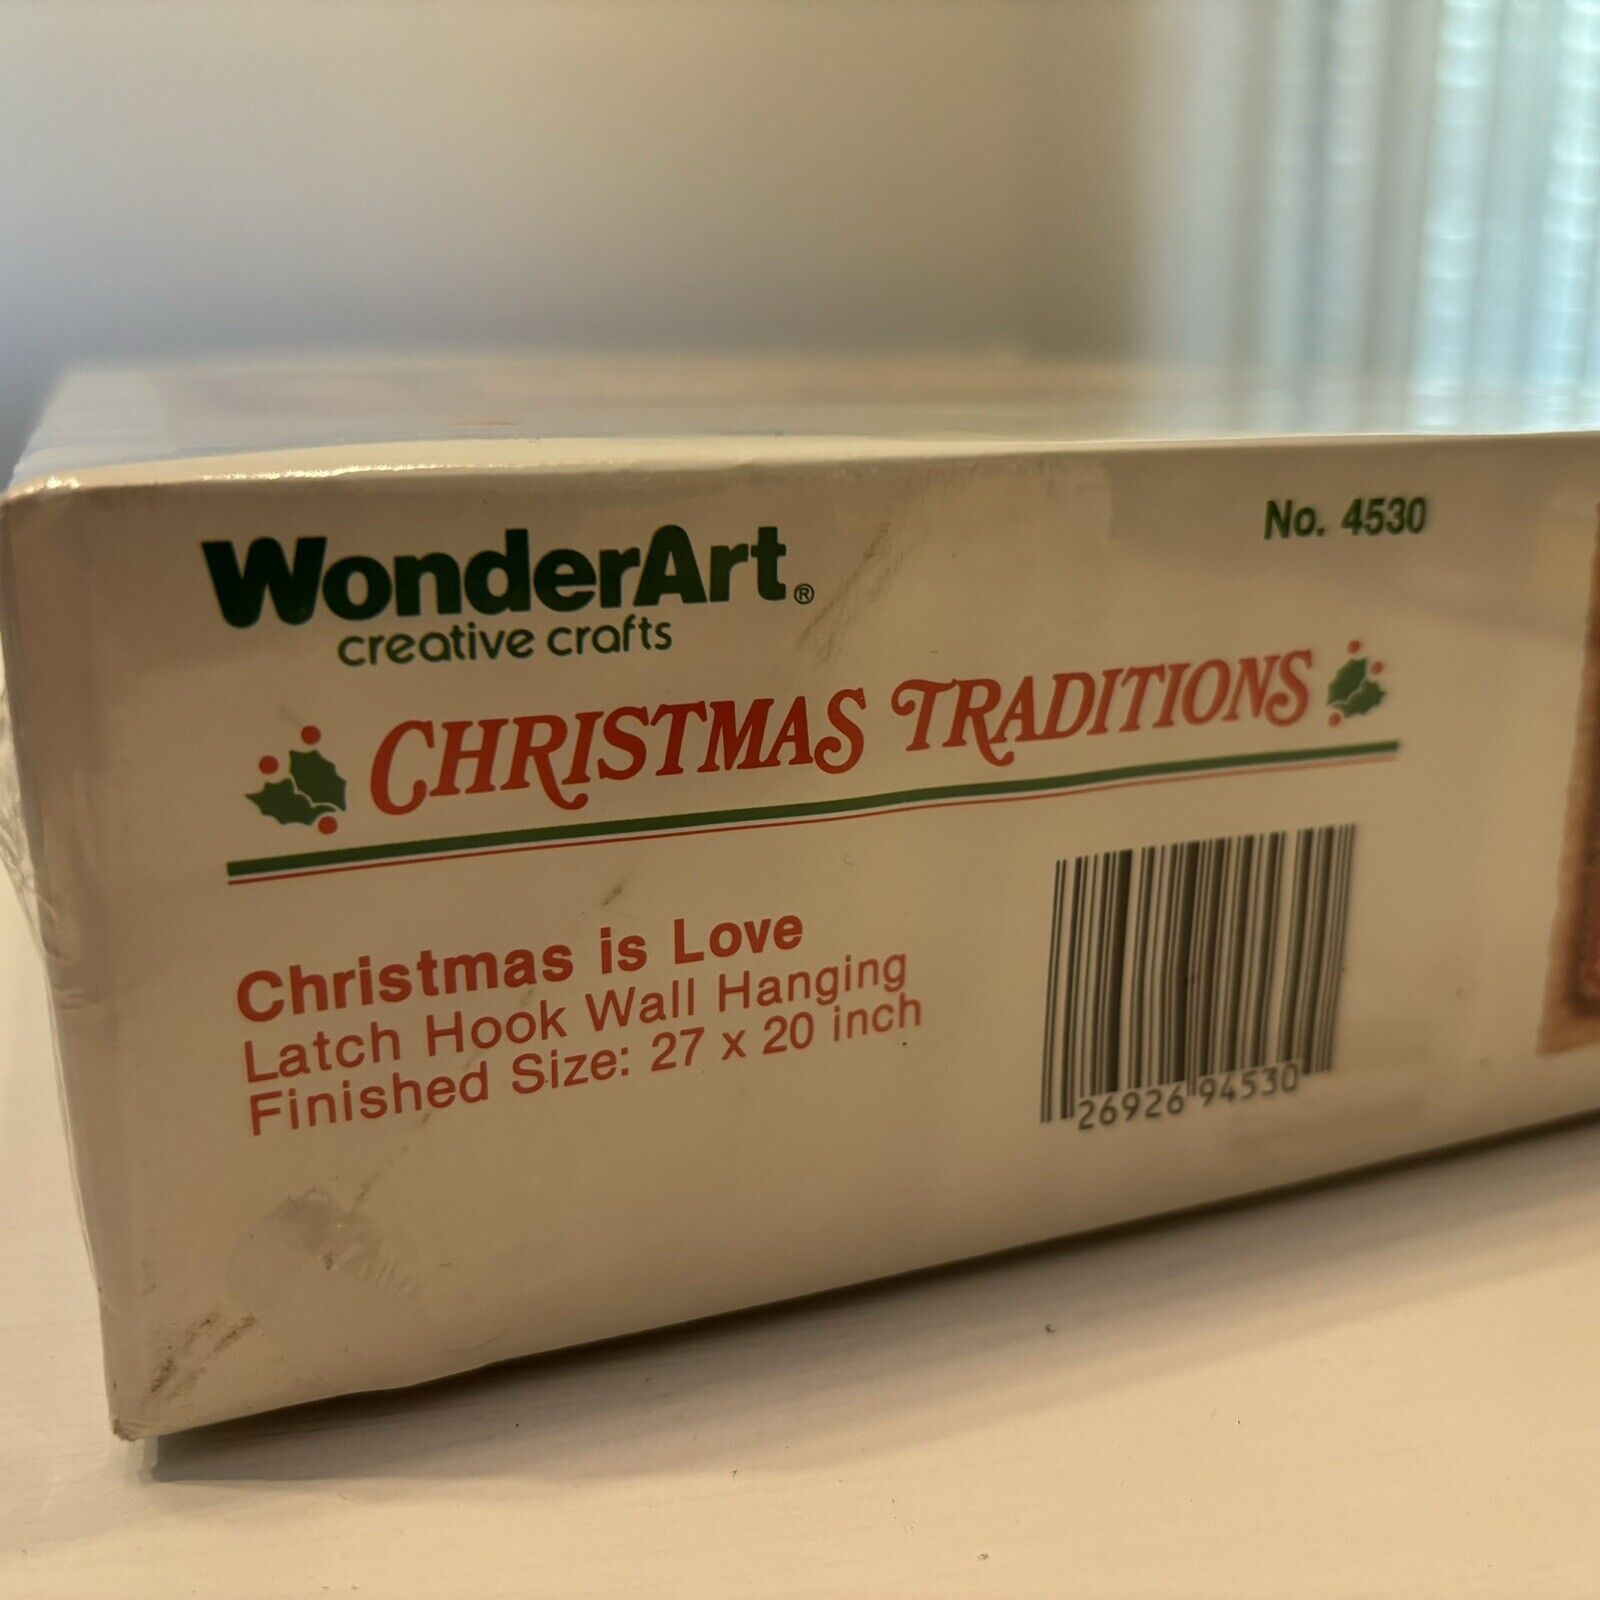 WonderArt®
creative crafts
No. 4530
CHRISTMAS TRADITIONS
Christmas is Love
Latch Hook Wall Hanging
Finished Size: 27 x 20 inch
26926 94530